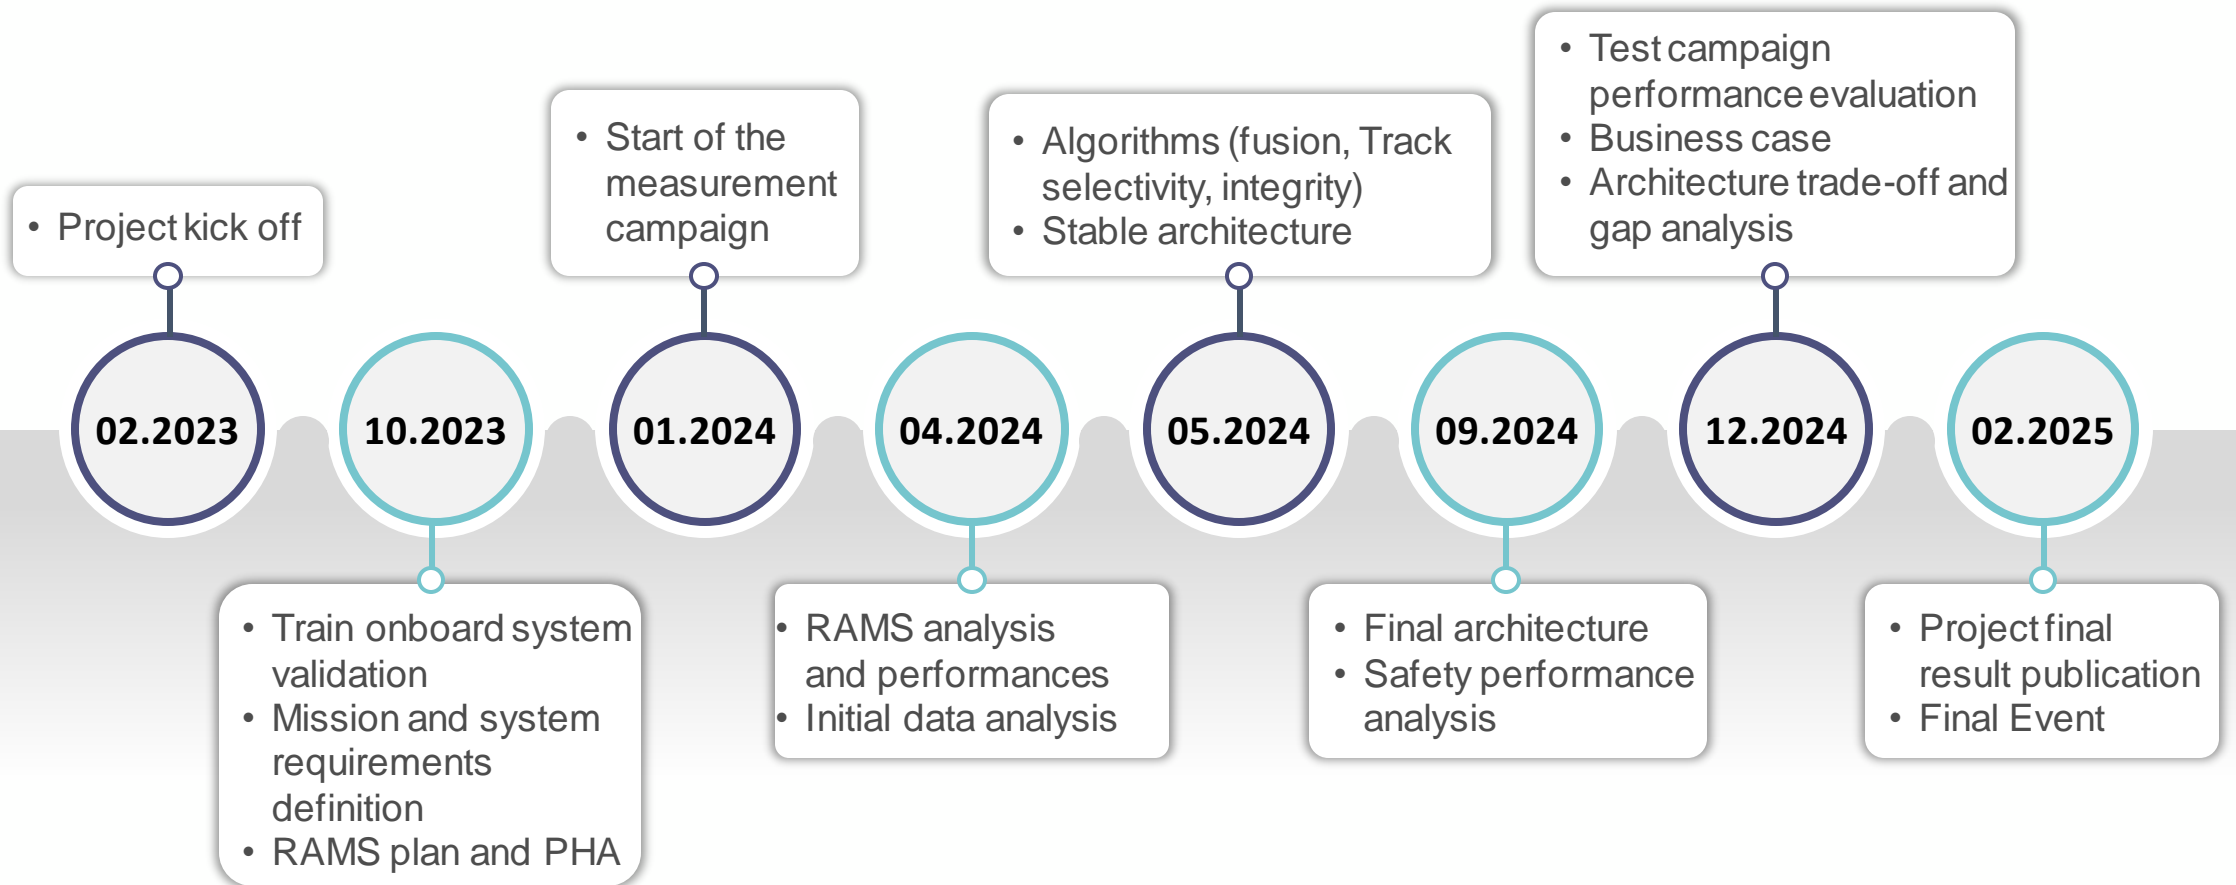 • Project kick off
02.2023
10.2023
• Train onboard system
validation
• Mission and system
requirements
definition
• RAMS plan and PHA
• Start of the
measurement
campaign
01.2024
04.2024
• RAMS analysis
and performances
• Initial data analysis
• Algorithms (fusion, Track
selectivity, integrity)
• Stable architecture
05.2024
09.2024
• Final architecture
• Safety performance
analysis
• Test campaign
performance evaluation
• Business case
• Architecture trade-off and
gap analysis
12.2024
02.2025
• Project final
result publication
• Final Event